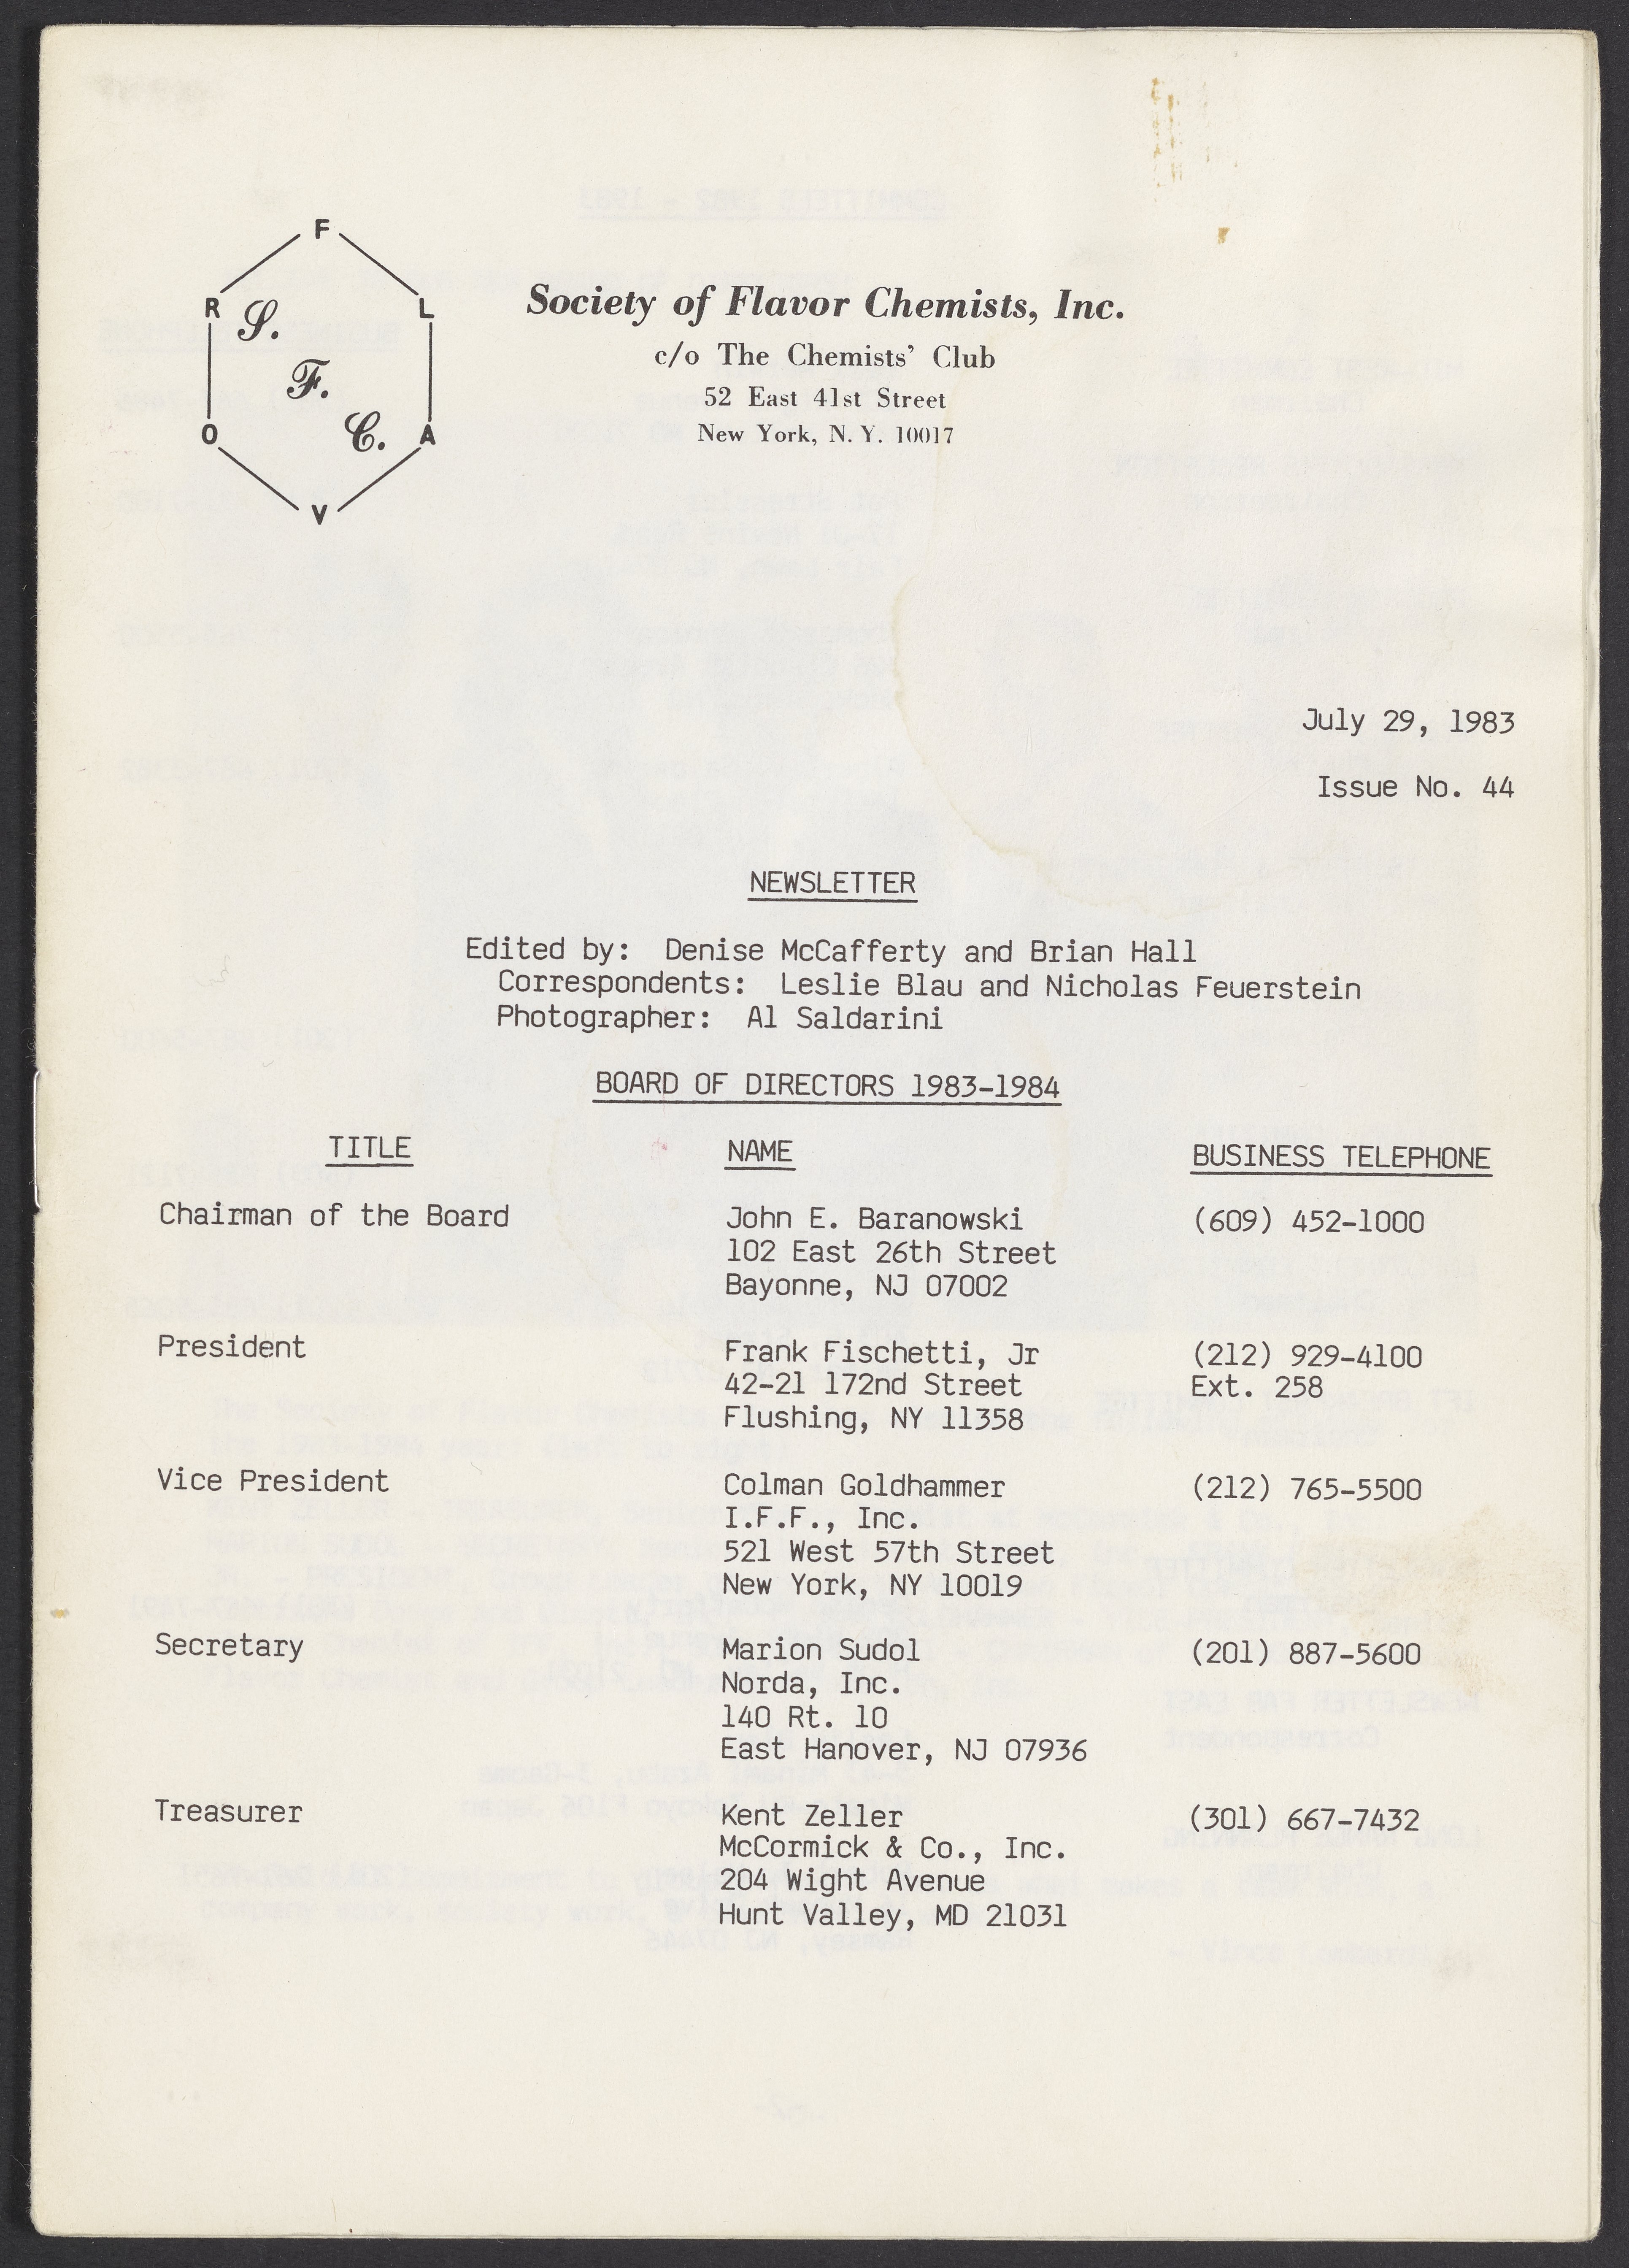 F
R L
S.
F.
C.
O A
V
Society of Flavor Chemists, Inc.
c/o The Chemists' Club
52 East 41st Street
New York, N. Y. 10017
July 29, 1983
Issue No. 44
NEWSLETTER
Edited by: Denise McCafferty and Brian Hall
Correspondents: Leslie Blau and Nicholas Feuerstein
Photographer: Al Saldarini
BOARD OF DIRECTORS 1983-1984
TITLE NAME BUSINESS TELEPHONE
Chairman of the Board John E. Baranowski (609) 452-1000
102 East 26th Street
Bayonne, NJ 07002
President Frank Fischetti, Jr (212) 929-4100
42-21 172nd Street Ext. 258
Flushing, NY 11358
Vice President Colman Goldhammer (212) 765-5500
I.F.F., Inc.
521 West 57th Street
New York, NY 10019
Secretary Marion Sudol (201) 887-5600
Norda, Inc.
140 Rt. 10
East Hanover, NJ 07936
Treasurer Kent Zeller (301) 667-7432
McCormick & Co., Inc.
204 Wight Avenue
Hunt Valley, MD 21031